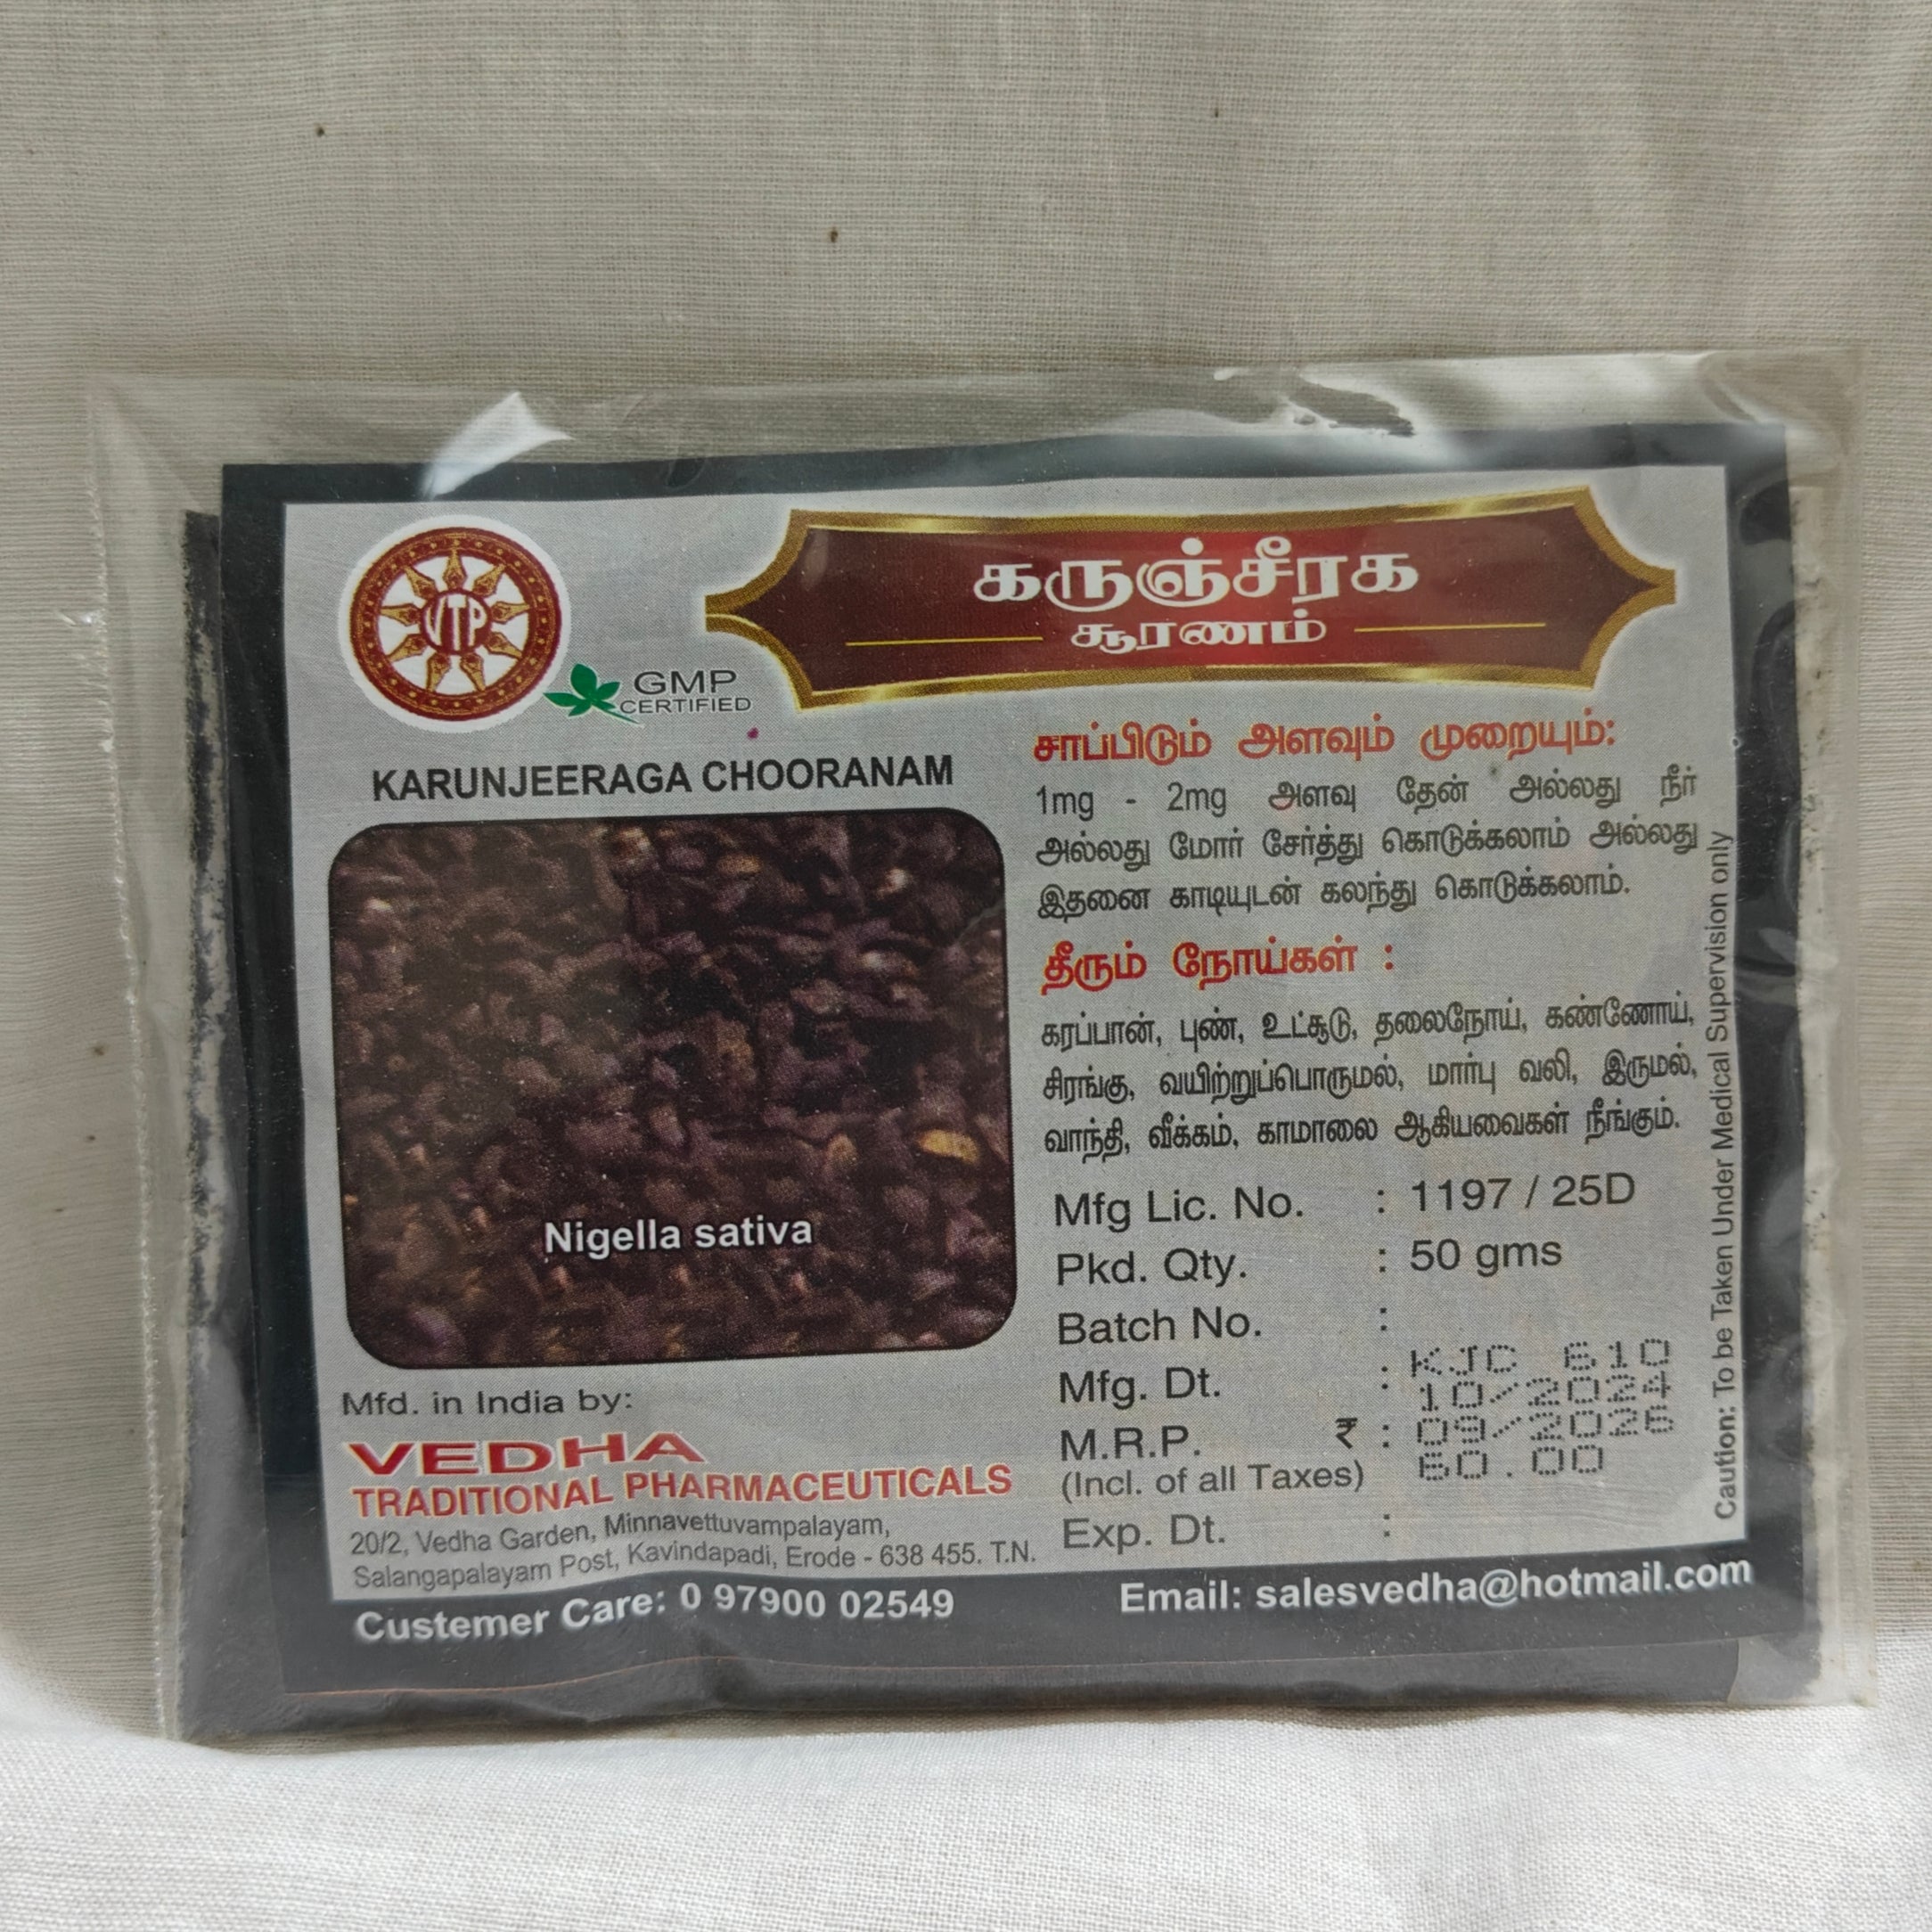 VTP
GMP
CERTIFIED
கருஞ்சீரக
சூரணம்
KARUNJEERAGA CHOORANAM
Nigella sativa
சாப்பிடும் அளவும் முறையும்:
1mg - 2mg அளவு தேன் அல்லது நீர்
அல்லது மோர் சேர்த்து கொடுக்கலாம் அல்லது
இதனை காடியுடன் கலந்து கொடுக்கலாம்.
தீரும் நோய்கள் :
கரப்பான், புண், உட்சூடு, தலைநோய், கண்ணோய்,
சிரங்கு, வயிற்றுப்பொருமல், மார்பு வலி, இருமல்,
வாந்தி, வீக்கம், காமாலை ஆகியவைகள் நீங்கும்.
Mfg Lic. No. : 1197 / 25D
Pkd. Qty. : 50 gms
Batch No. :
Mfg. Dt. :
M.R.P. ₹ :
(Incl. of all Taxes)
Exp. Dt. :
KJC 610
10/2024
09/2026
60.00
Caution: To be Taken Under Medical Supervision only
Mfd. in India by:
VEDHA
TRADITIONAL PHARMACEUTICALS
20/2, Vedha Garden, Minnavettuvampalayam,
Salangapalayam Post, Kavindapadi, Erode - 638 455. T.N.
Custemer Care: 0 97900 02549
Email: salesvedha@hotmail.com